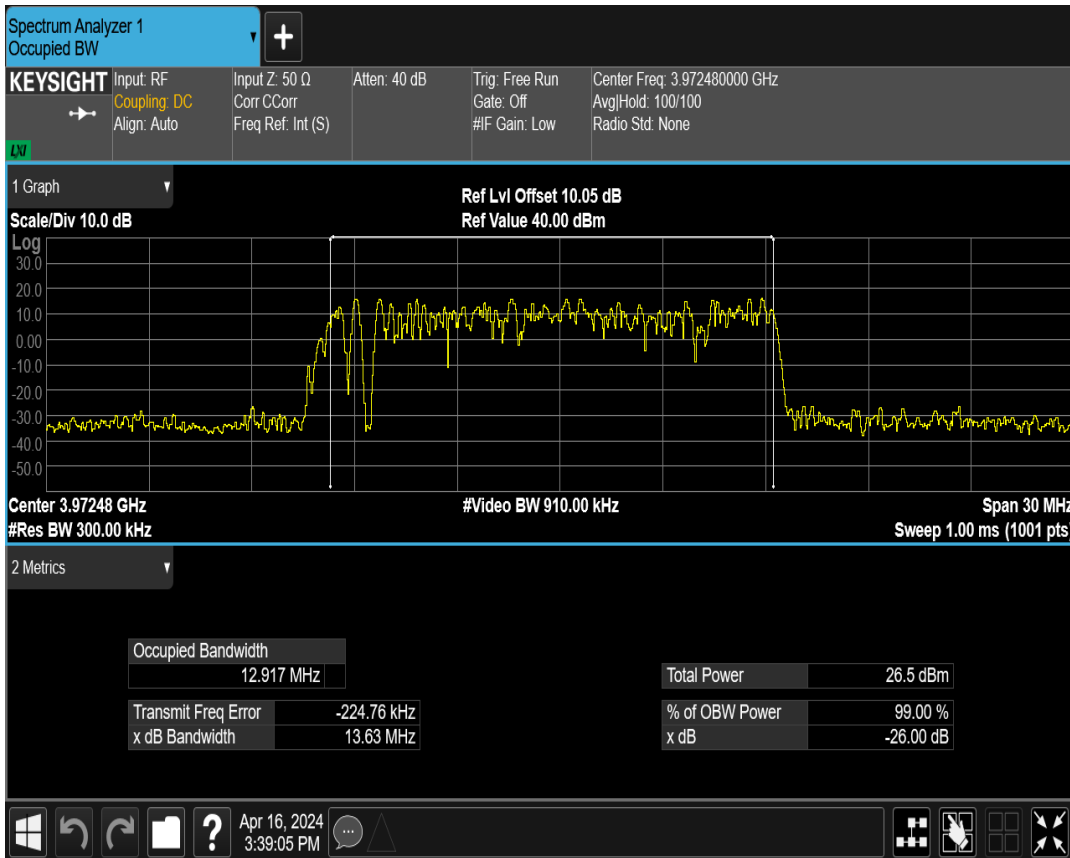 Spectrum Analyzer 1
Occupied BW
+
KEYSIGHT
LXI
Input: RF
Coupling: DC
Align: Auto
Input Z: 50 Ω
Corr CCorr
Freq Ref: Int (S)
Atten: 40 dB
Trig: Free Run
Gate: Off
#IF Gain: Low
Center Freq: 3.972480000 GHz
Avg|Hold: 100/100
Radio Std: None
1 Graph
Scale/Div 10.0 dB
Ref Lvl Offset 10.05 dB
Ref Value 40.00 dBm
Log
30.0
20.0
10.0
0.00
-10.0
-20.0
-30.0
-40.0
-50.0
Center 3.97248 GHz
#Video BW 910.00 kHz
Span 30 MHz
#Res BW 300.00 kHz
Sweep 1.00 ms (1001 pts)
2 Metrics
Occupied Bandwidth
12.917 MHz
Total Power 26.5 dBm
Transmit Freq Error -224.76 kHz
% of OBW Power 99.00 %
x dB Bandwidth 13.63 MHz
x dB -26.00 dB
?
Apr 16, 2024
3:39:05 PM